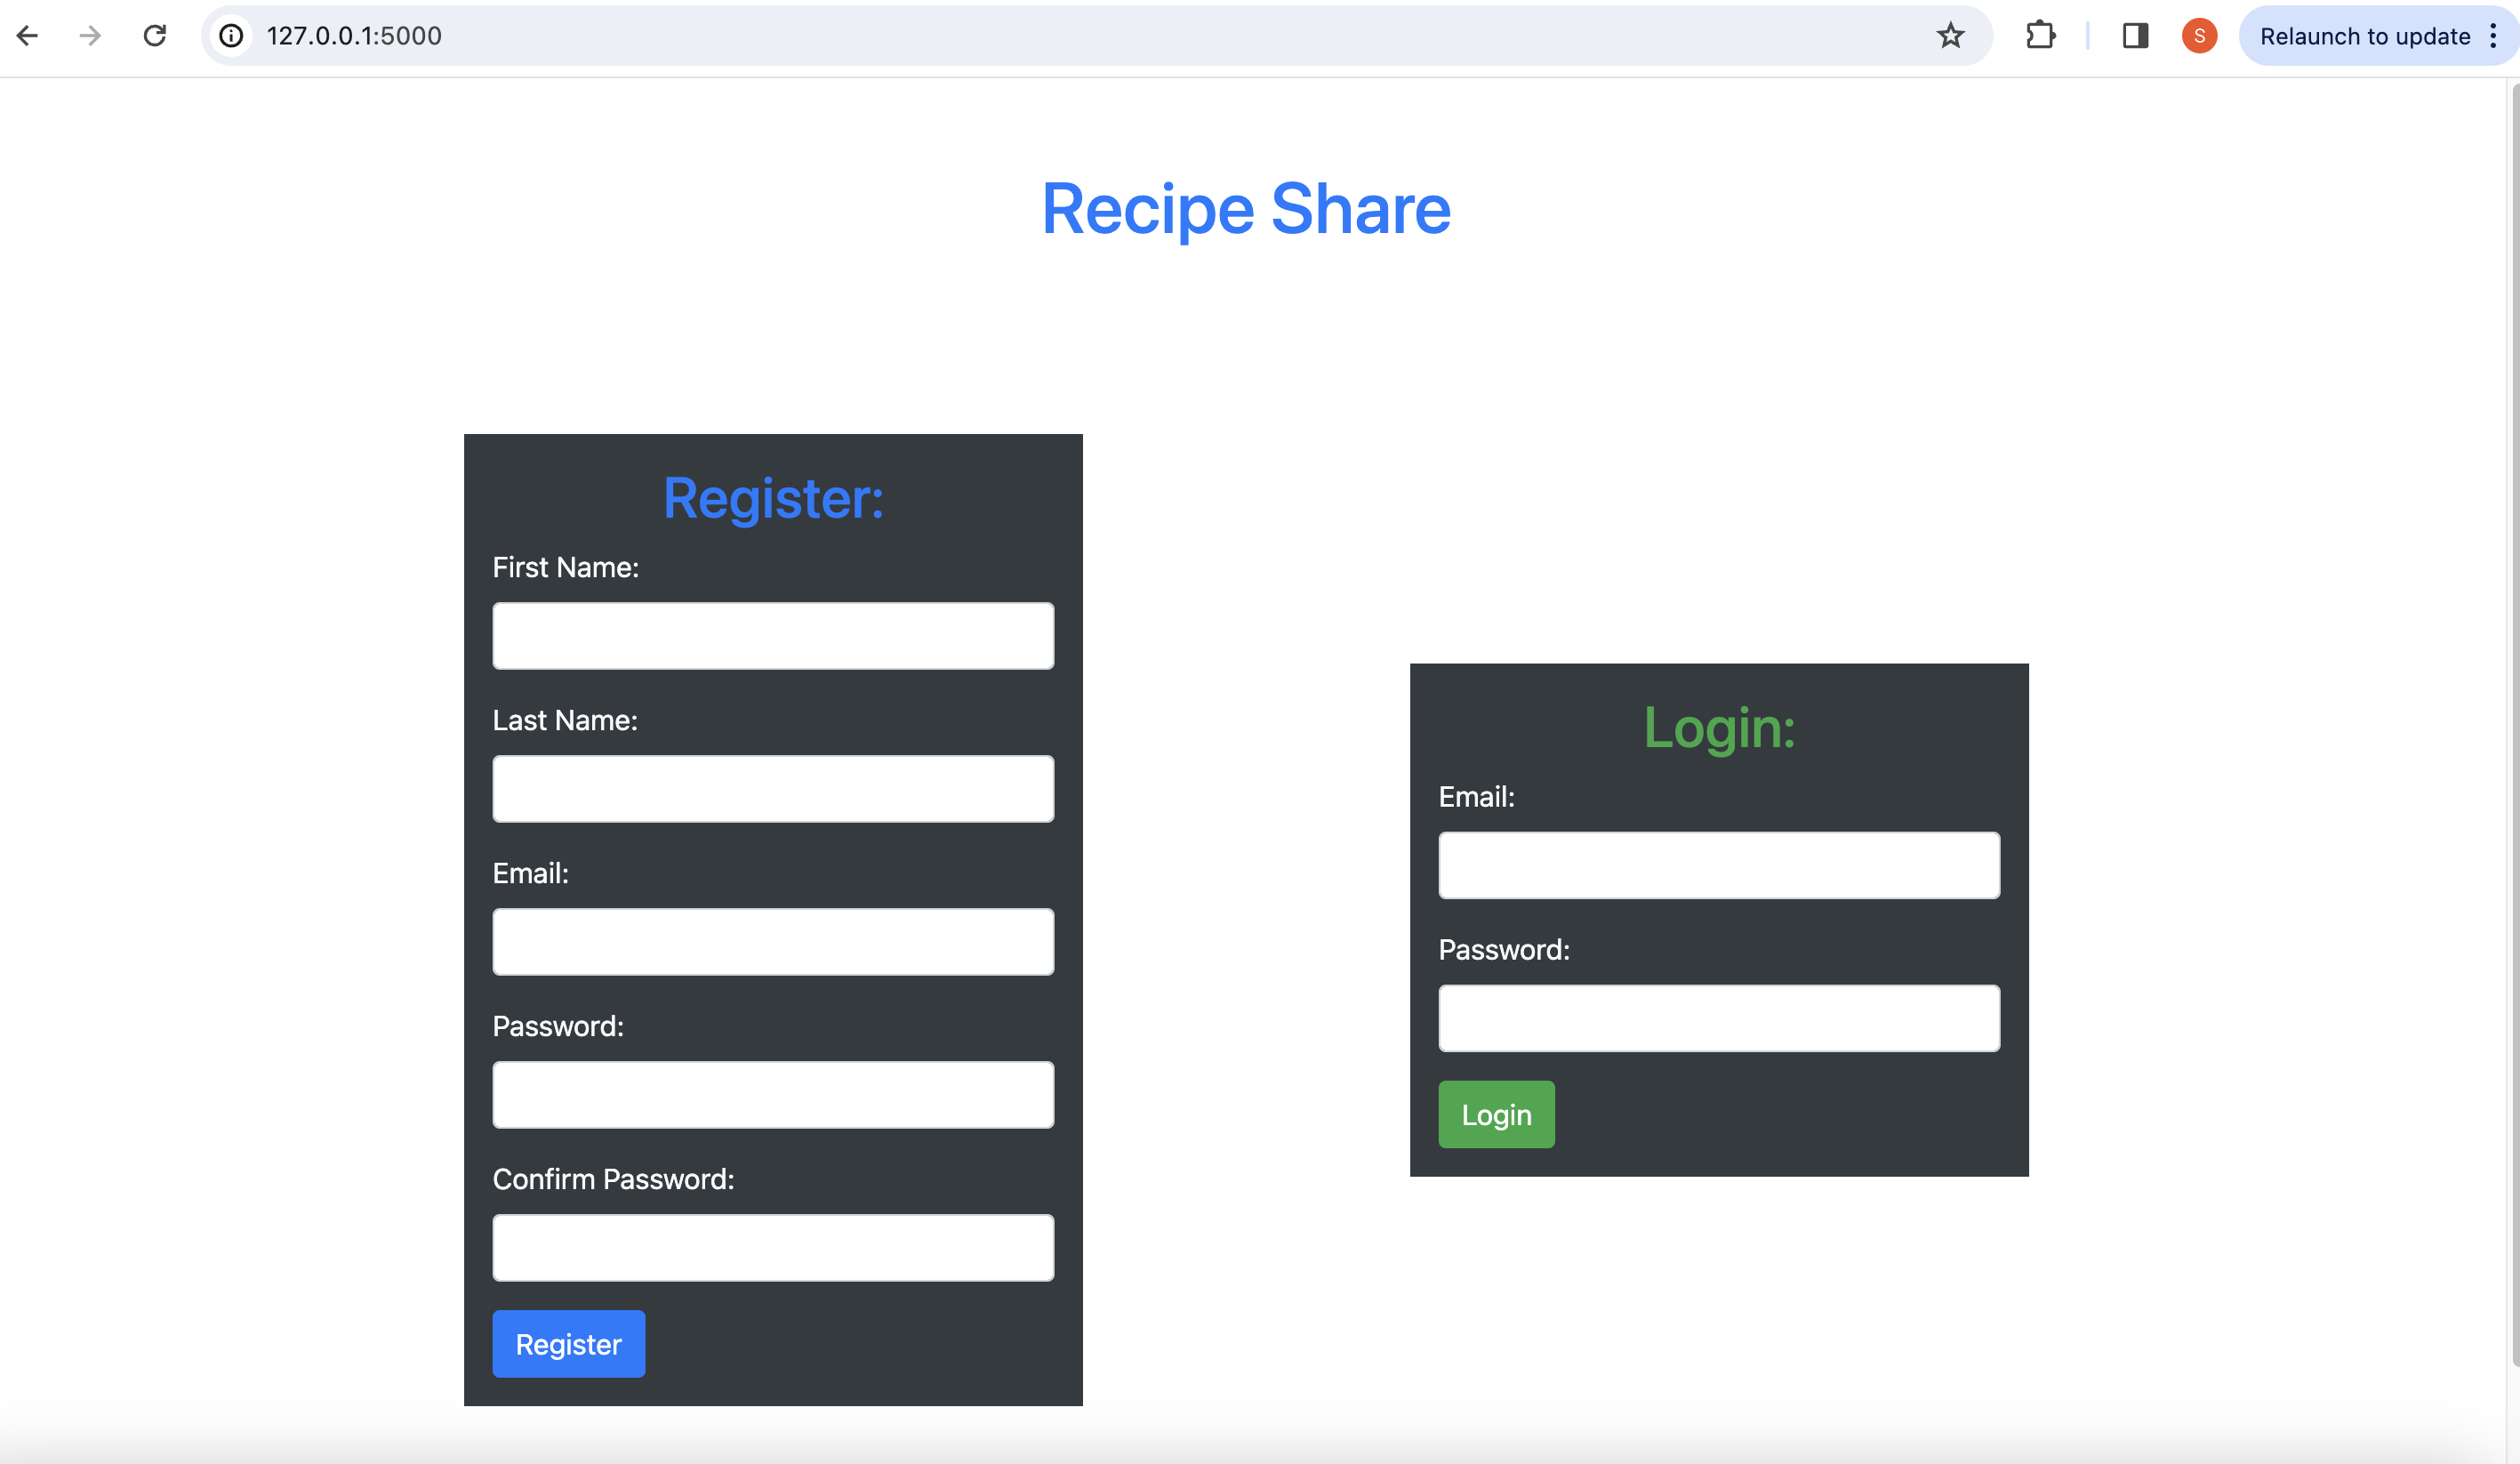 127.0.0.1:5000
S
Relaunch to update
Recipe Share
Register:
First Name:
Last Name:
Email:
Password:
Confirm Password:
Register
Login:
Email:
Password:
Login